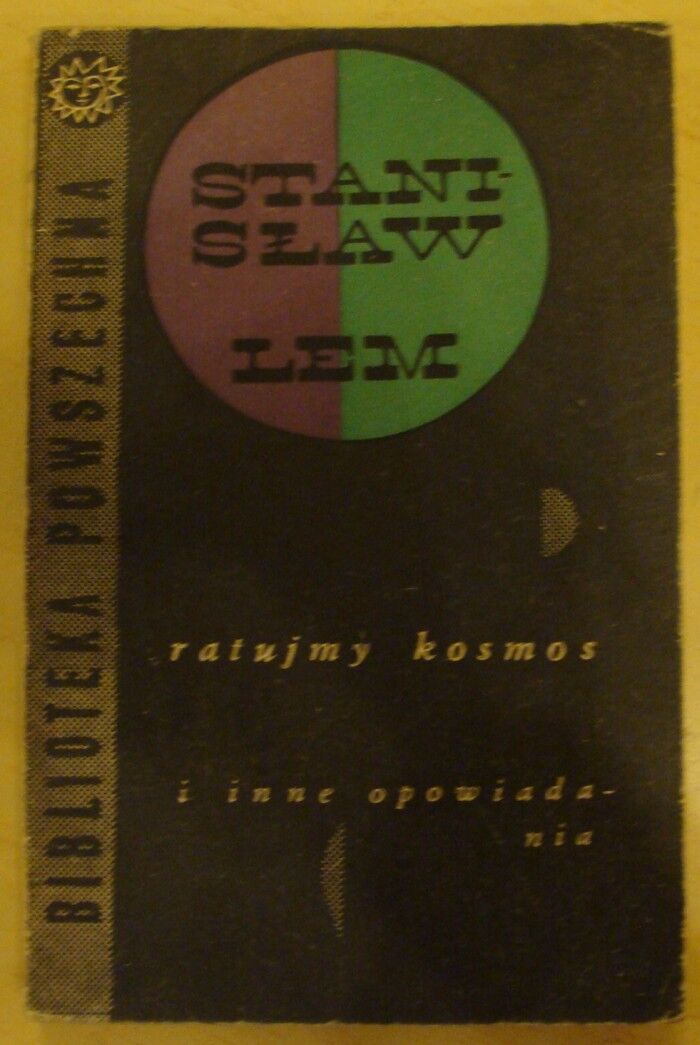 STANI-
SŁAW
LEM
ratujmy kosmos
i inne opowiada-
nia
BIBLIOTEKA POWSZECHNA